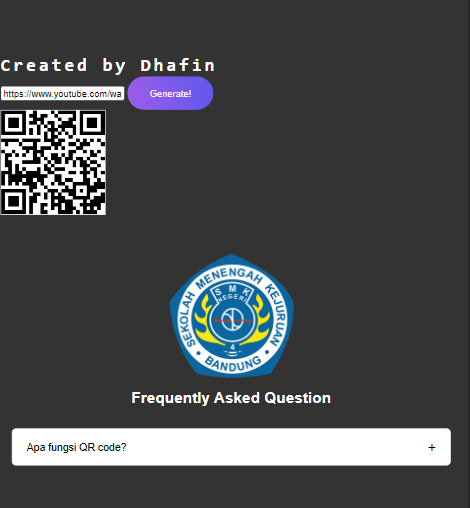 Created by Dhafin
https://www.youtube.com/wa
Generate!
SEKOLAH MENENGAH KEJURUAN
SMK
NEGERI
4
BANDUNG
Frequently Asked Question
Apa fungsi QR code?
+